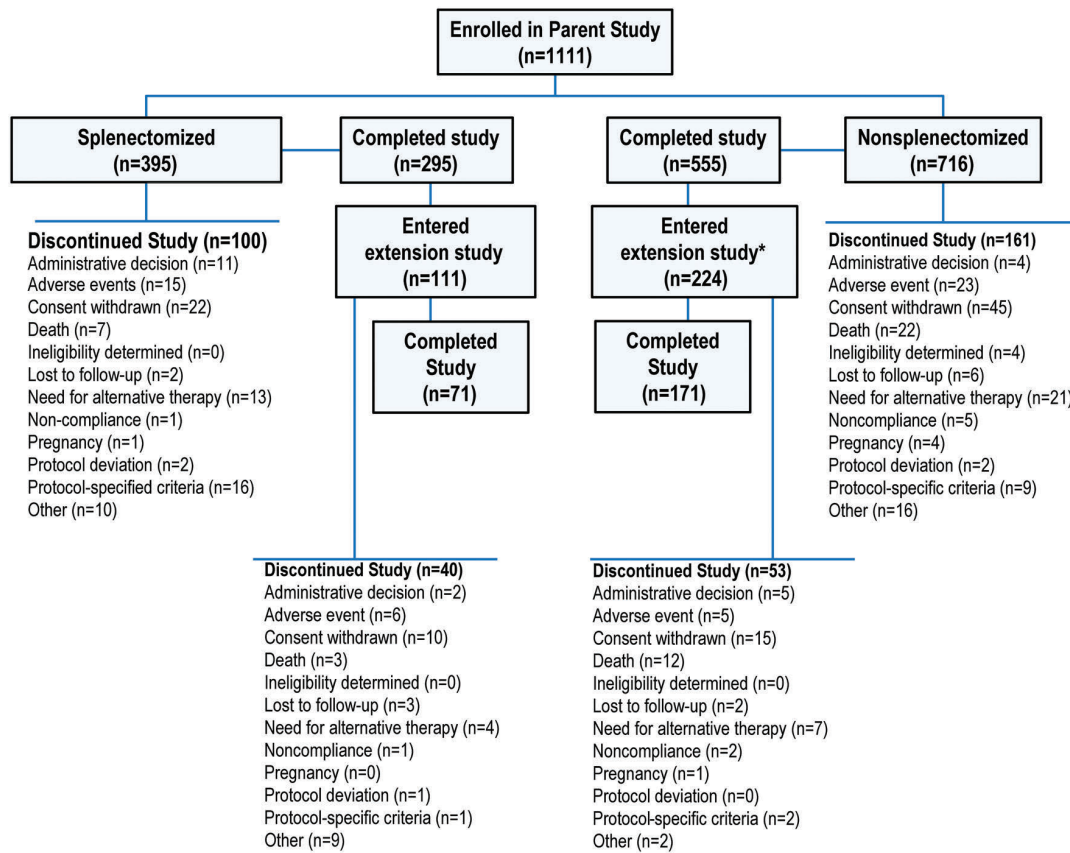 Enrolled in Parent Study
(n=1111)
Splenectomized
(n=395)
Completed study
(n=295)
Completed study
(n=555)
Nonsplenectomized
(n=716)
Discontinued Study (n=100)
Administrative decision (n=11)
Adverse events (n=15)
Consent withdrawn (n=22)
Death (n=7)
Ineligibility determined (n=0)
Lost to follow-up (n=2)
Need for alternative therapy (n=13)
Non-compliance (n=1)
Pregnancy (n=1)
Protocol deviation (n=2)
Protocol-specified criteria (n=16)
Other (n=10)
Entered
extension study
(n=111)
Completed
Study
(n=71)
Entered
extension study*
(n=224)
Completed
Study
(n=171)
Discontinued Study (n=161)
Administrative decision (n=4)
Adverse event (n=23)
Consent withdrawn (n=45)
Death (n=22)
Ineligibility determined (n=4)
Lost to follow-up (n=6)
Need for alternative therapy (n=21)
Noncompliance (n=5)
Pregnancy (n=4)
Protocol deviation (n=2)
Protocol-specific criteria (n=9)
Other (n=16)
Discontinued Study (n=40)
Administrative decision (n=2)
Adverse event (n=6)
Consent withdrawn (n=10)
Death (n=3)
Ineligibility determined (n=0)
Lost to follow-up (n=3)
Need for alternative therapy (n=4)
Noncompliance (n=1)
Pregnancy (n=0)
Protocol deviation (n=1)
Protocol-specific criteria (n=1)
Other (n=9)
Discontinued Study (n=53)
Administrative decision (n=5)
Adverse event (n=5)
Consent withdrawn (n=15)
Death (n=12)
Ineligibility determined (n=0)
Lost to follow-up (n=2)
Need for alternative therapy (n=7)
Noncompliance (n=2)
Pregnancy (n=1)
Protocol deviation (n=0)
Protocol-specific criteria (n=2)
Other (n=2)